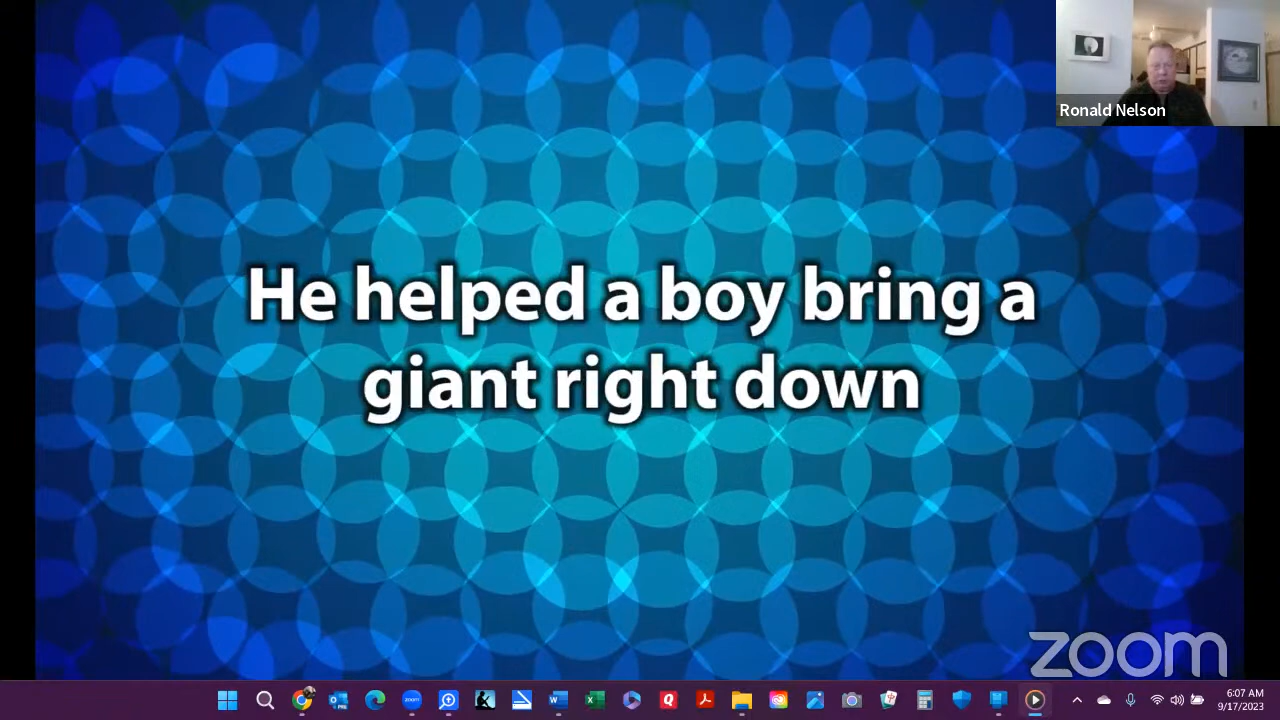 Ronald Nelson
He helped a boy bring a
giant right down
zoom
6:07 AM
9/17/2023